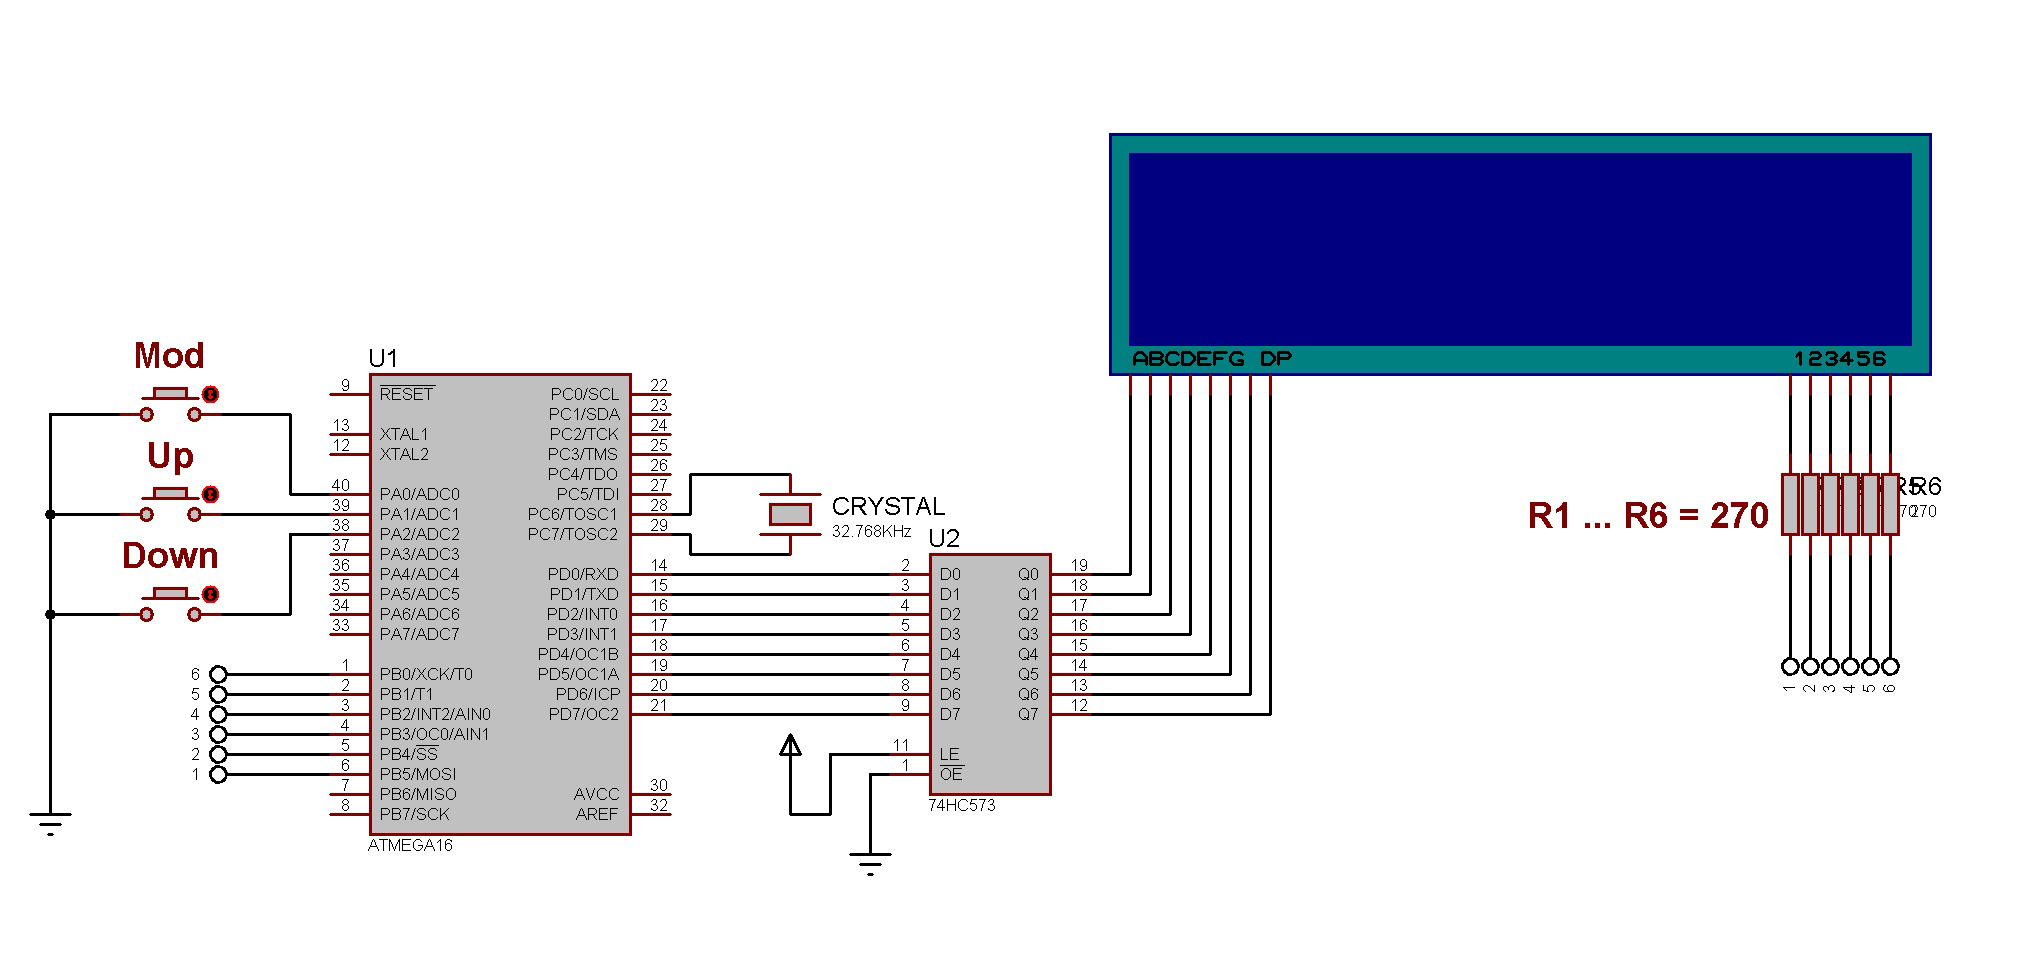 Mod
Up
Down
6
5
4
3
2
1
U1
9 RESET
13 XTAL1
12 XTAL2
40 PA0/ADC0
39 PA1/ADC1
38 PA2/ADC2
37 PA3/ADC3
36 PA4/ADC4
35 PA5/ADC5
34 PA6/ADC6
33 PA7/ADC7
1 PB0/XCK/T0
2 PB1/T1
3 PB2/INT2/AIN0
4 PB3/OC0/AIN1
5 PB4/SS
6 PB5/MOSI
7 PB6/MISO
8 PB7/SCK
PC0/SCL 22
PC1/SDA 23
PC2/TCK 24
PC3/TMS 25
PC4/TDO 26
PC5/TDI 27
PC6/TOSC1 28
PC7/TOSC2 29
PD0/RXD 14
PD1/TXD 15
PD2/INT0 16
PD3/INT1 17
PD4/OC1B 18
PD5/OC1A 19
PD6/ICP 20
PD7/OC2 21
AVCC 30
AREF 32
ATMEGA16
CRYSTAL
32.768KHz
U2
2 D0 Q0 19
3 D1 Q1 18
4 D2 Q2 17
5 D3 Q3 16
6 D4 Q4 15
7 D5 Q5 14
8 D6 Q6 13
9 D7 Q7 12
11 LE
1 OE
74HC573
ABCDEFG DP
123456
R1 ... R6 = 270
R6
270
1 2 3 4 5 6